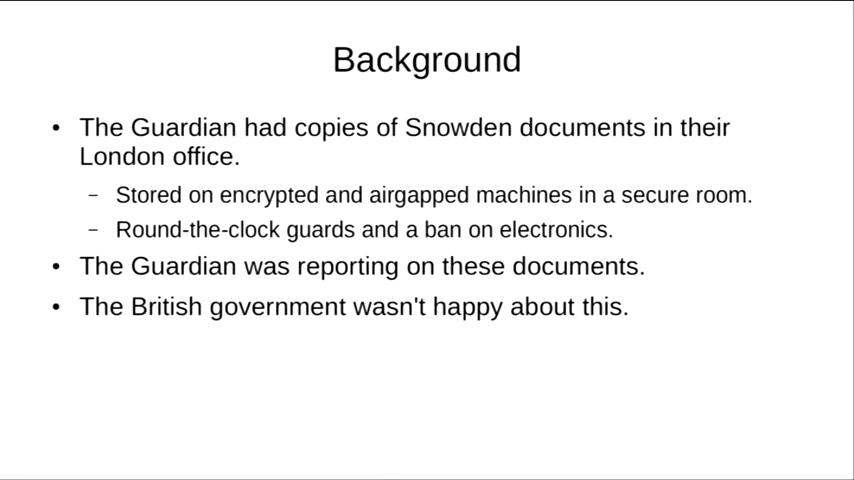 Background
• The Guardian had copies of Snowden documents in their
London office.
– Stored on encrypted and airgapped machines in a secure room.
– Round-the-clock guards and a ban on electronics.
• The Guardian was reporting on these documents.
• The British government wasn't happy about this.